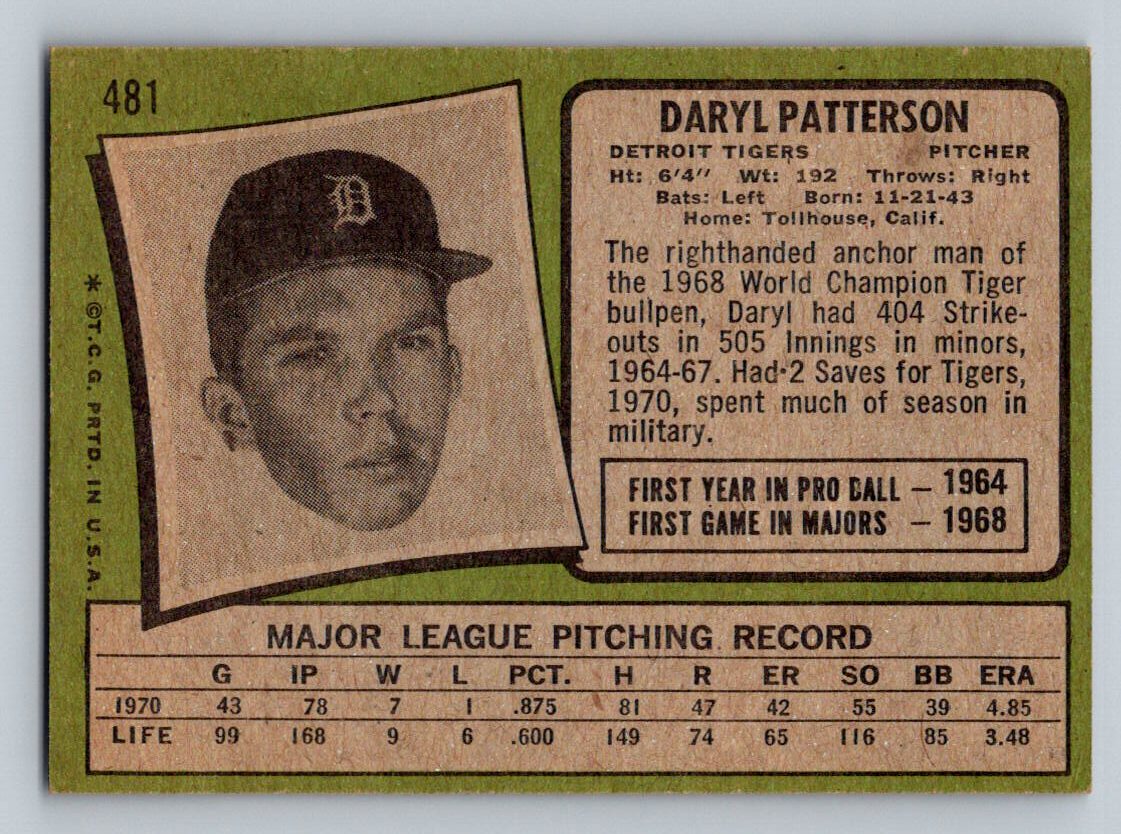 481
D
DARYL PATTERSON
DETROIT TIGERS PITCHER
Ht: 6'4" Wt: 192 Throws: Right
Bats: Left Born: 11-21-43
Home: Tollhouse, Calif.
The righthanded anchor man of
the 1968 World Champion Tiger
bullpen, Daryl had 404 Strike-
outs in 505 Innings in minors,
1964-67. Had 2 Saves for Tigers,
1970, spent much of season in
military.
FIRST YEAR IN PRO BALL — 1964
FIRST GAME IN MAJORS — 1968
* © T.C.G. PRTD. IN U.S.A.
MAJOR LEAGUE PITCHING RECORD
G IP W L PCT. H R ER SO BB ERA
1970 43 78 7 1 .875 81 47 42 55 39 4.85
LIFE 99 168 9 6 .600 149 74 65 116 85 3.48